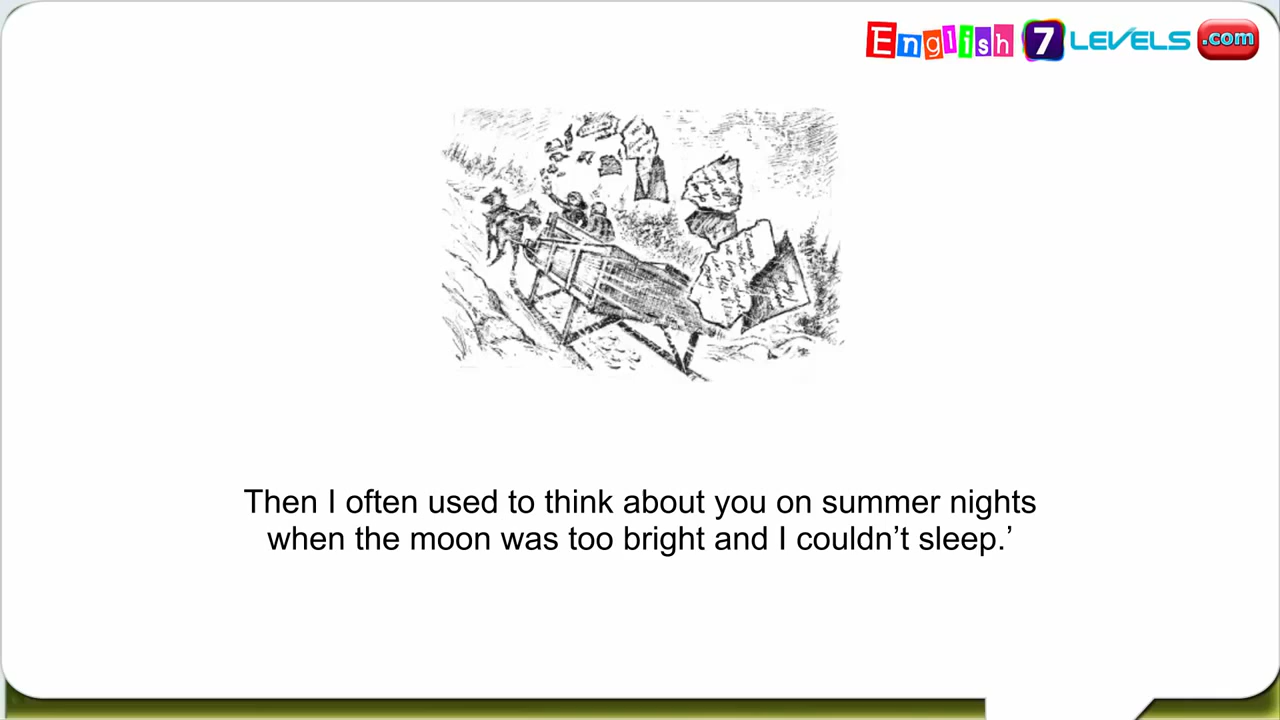 English 7 LEVELS .com
Then I often used to think about you on summer nights
when the moon was too bright and I couldn’t sleep.’